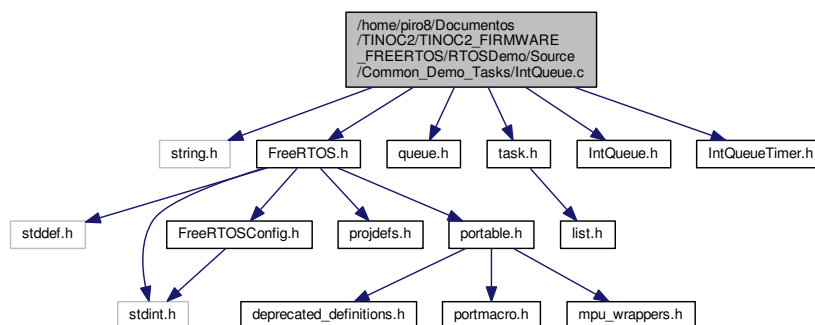 /home/piro8/Documentos
/TINOC2/TINOC2_FIRMWARE
_FREERTOS/RTOSDemo/Source
/Common_Demo_Tasks/IntQueue.c
string.h
FreeRTOS.h
queue.h
task.h
IntQueue.h
IntQueueTimer.h
stddef.h
FreeRTOSConfig.h
projdefs.h
portable.h
list.h
stdint.h
deprecated_definitions.h
portmacro.h
mpu_wrappers.h